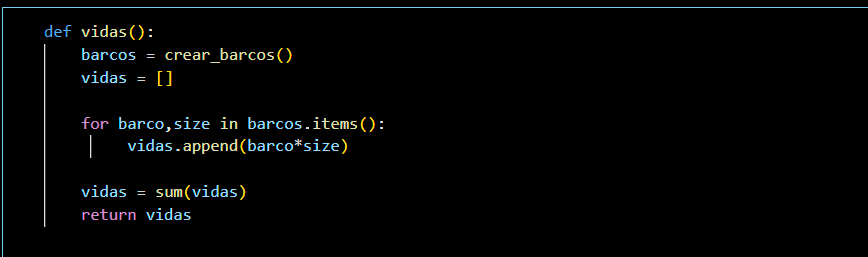 def vidas():
    barcos = crear_barcos()
    vidas = []

    for barco,size in barcos.items():
        vidas.append(barco*size)

    vidas = sum(vidas)
    return vidas